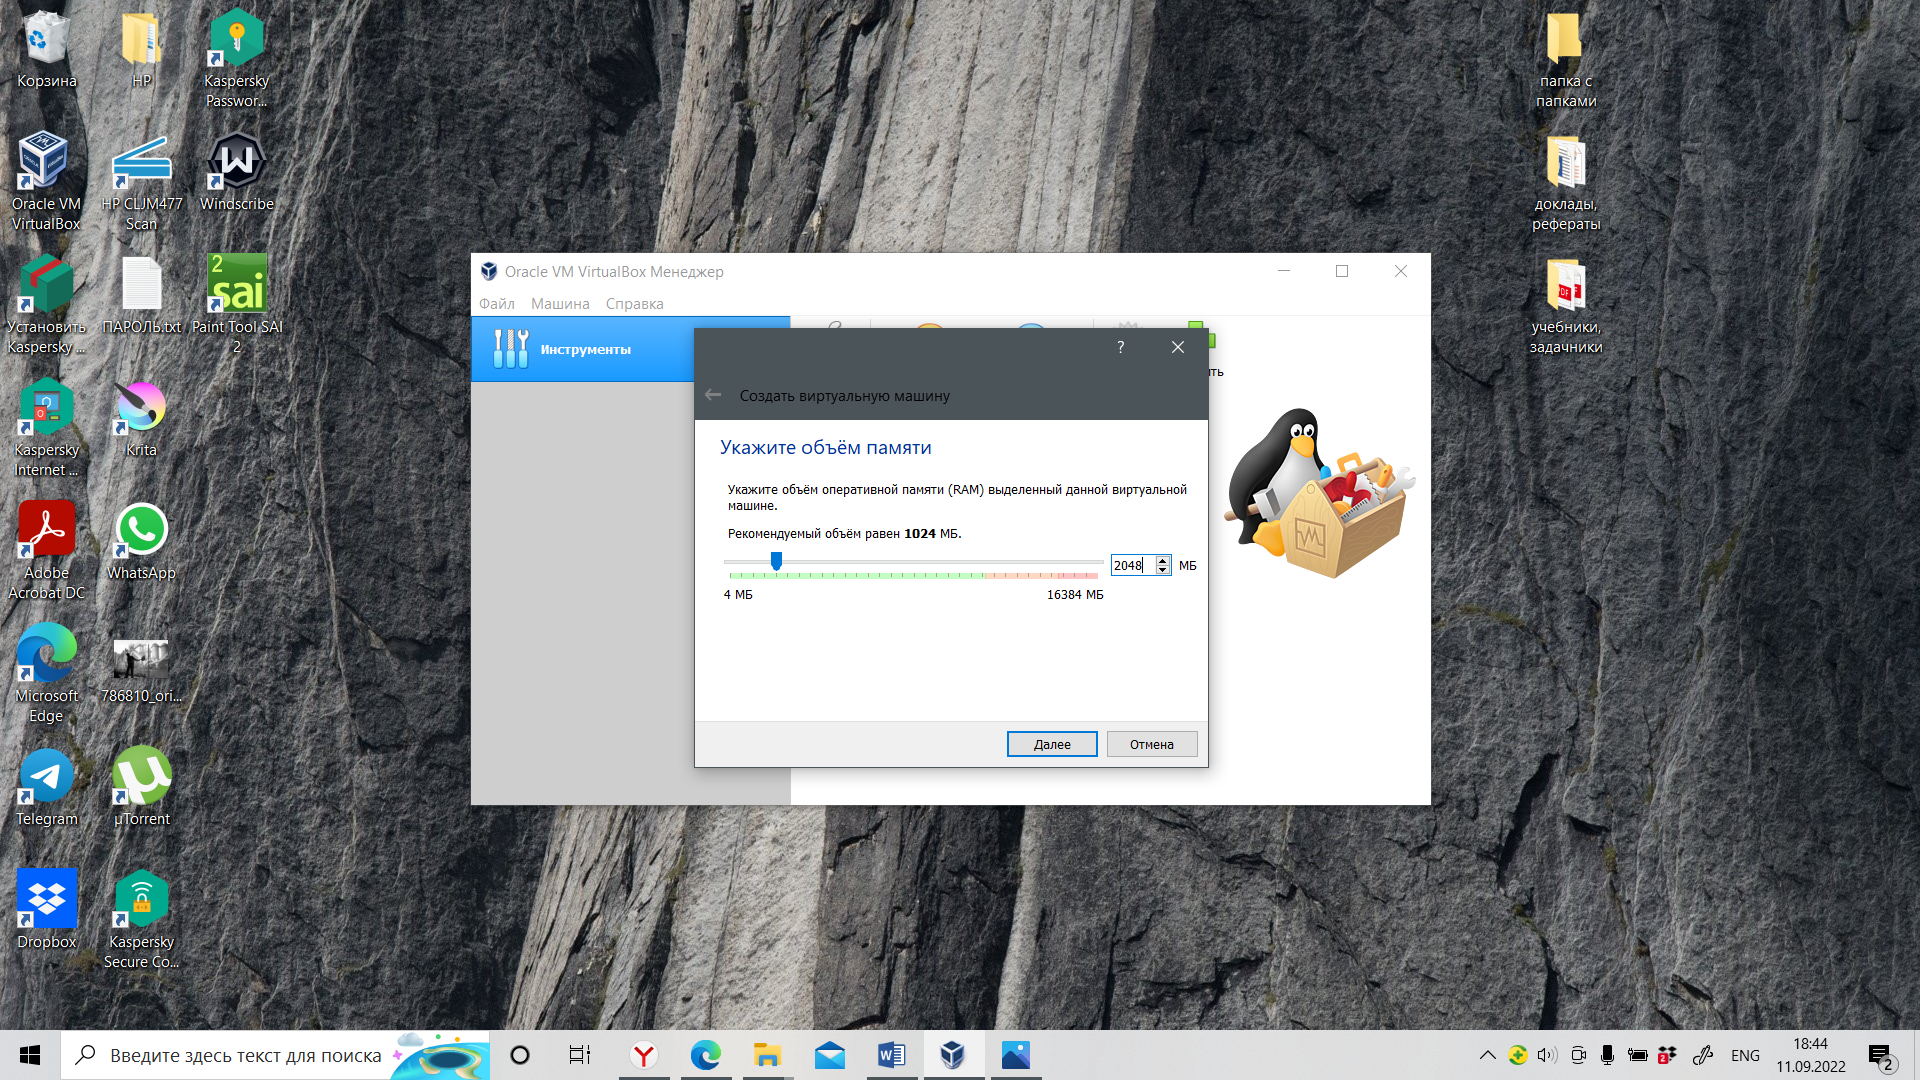 Корзина
HP
Kaspersky
Passwor...
папка с
папками
Oracle VM
VirtualBox
HP CLJM477
Scan
Windscribe
доклады,
рефераты
Установить
Kaspersky ...
ПАРОЛЬ.txt
2
sai
Paint Tool SAI
2
учебники,
задачники
Kaspersky
Internet ...
Krita
Adobe
Acrobat DC
WhatsApp
Microsoft
Edge
786810_ori...
Telegram
µTorrent
Dropbox
Kaspersky
Secure Co...
Oracle VM VirtualBox Менеджер
Файл Машина Справка
Инструменты
ить
?
Создать виртуальную машину
Укажите объём памяти
Укажите объём оперативной памяти (RAM) выделенный данной виртуальной
машине.
Рекомендуемый объём равен 1024 МБ.
2048 МБ
4 МБ 16384 МБ
Далее Отмена
Введите здесь текст для поиска
ENG
18:44
11.09.2022
2